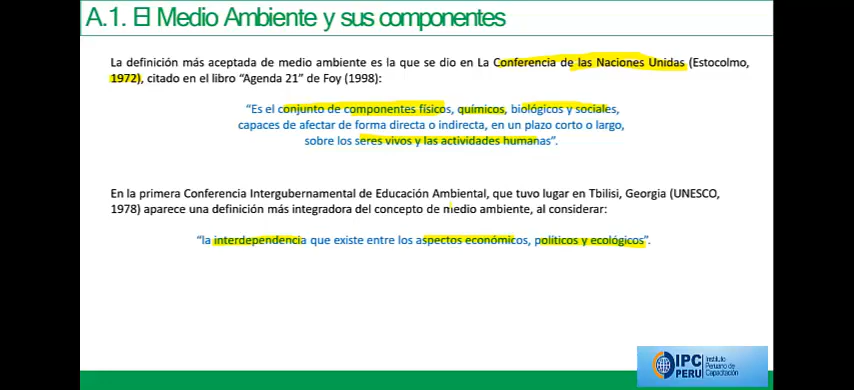 A.1. El Medio Ambiente y sus componentes
La definición más aceptada de medio ambiente es la que se dio en La Conferencia de las Naciones Unidas (Estocolmo,
1972), citado en el libro “Agenda 21” de Foy (1998):
“Es el conjunto de componentes físicos, químicos, biológicos y sociales,
capaces de afectar de forma directa o indirecta, en un plazo corto o largo,
sobre los seres vivos y las actividades humanas”.
En la primera Conferencia Intergubernamental de Educación Ambiental, que tuvo lugar en Tbilisi, Georgia (UNESCO,
1978) aparece una definición más integradora del concepto de medio ambiente, al considerar:
“la interdependencia que existe entre los aspectos económicos, políticos y ecológicos”.
IPC
PERU
Instituto
Peruano de
Capacitación